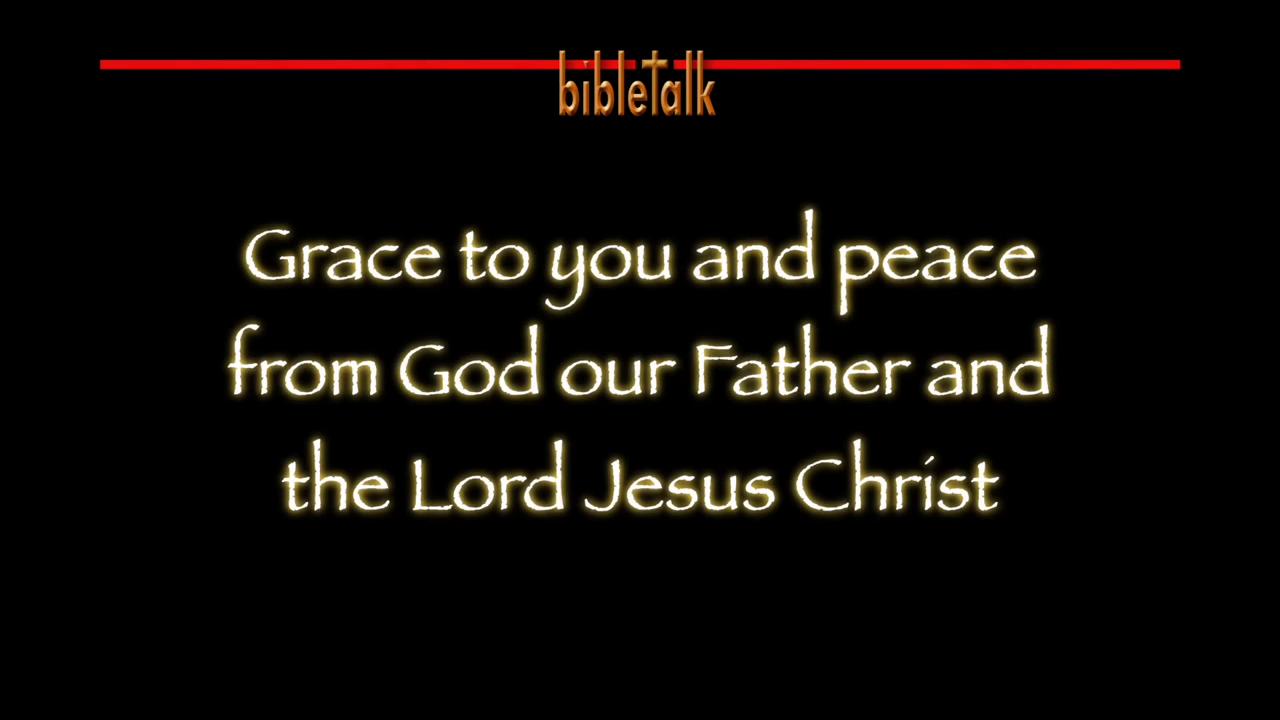 bibleTalk
Grace to you and peace
from God our Father and
the Lord Jesus Christ